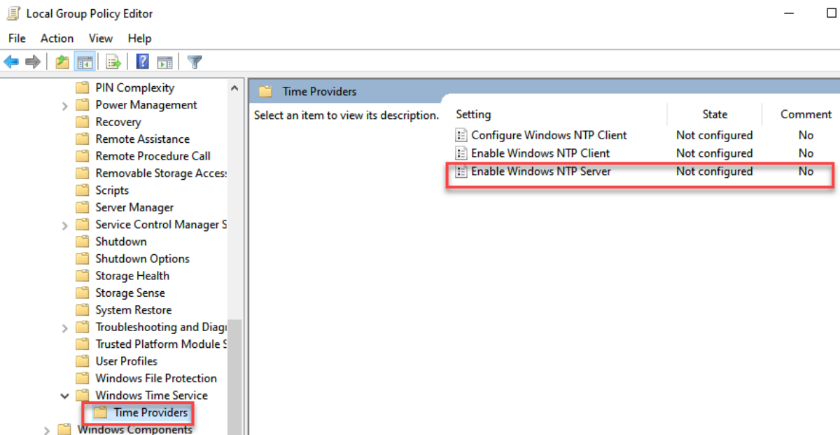 Local Group Policy Editor
File Action View Help
PIN Complexity
Power Management
Recovery
Remote Assistance
Remote Procedure Call
Removable Storage Access
Scripts
Server Manager
Service Control Manager S
Shutdown
Shutdown Options
Storage Health
Storage Sense
System Restore
Troubleshooting and Diag
Trusted Platform Module S
User Profiles
Windows File Protection
Windows Time Service
Time Providers
Windows Components
Time Providers
Select an item to view its description.
Setting State Comment
Configure Windows NTP Client Not configured No
Enable Windows NTP Client Not configured No
Enable Windows NTP Server Not configured No